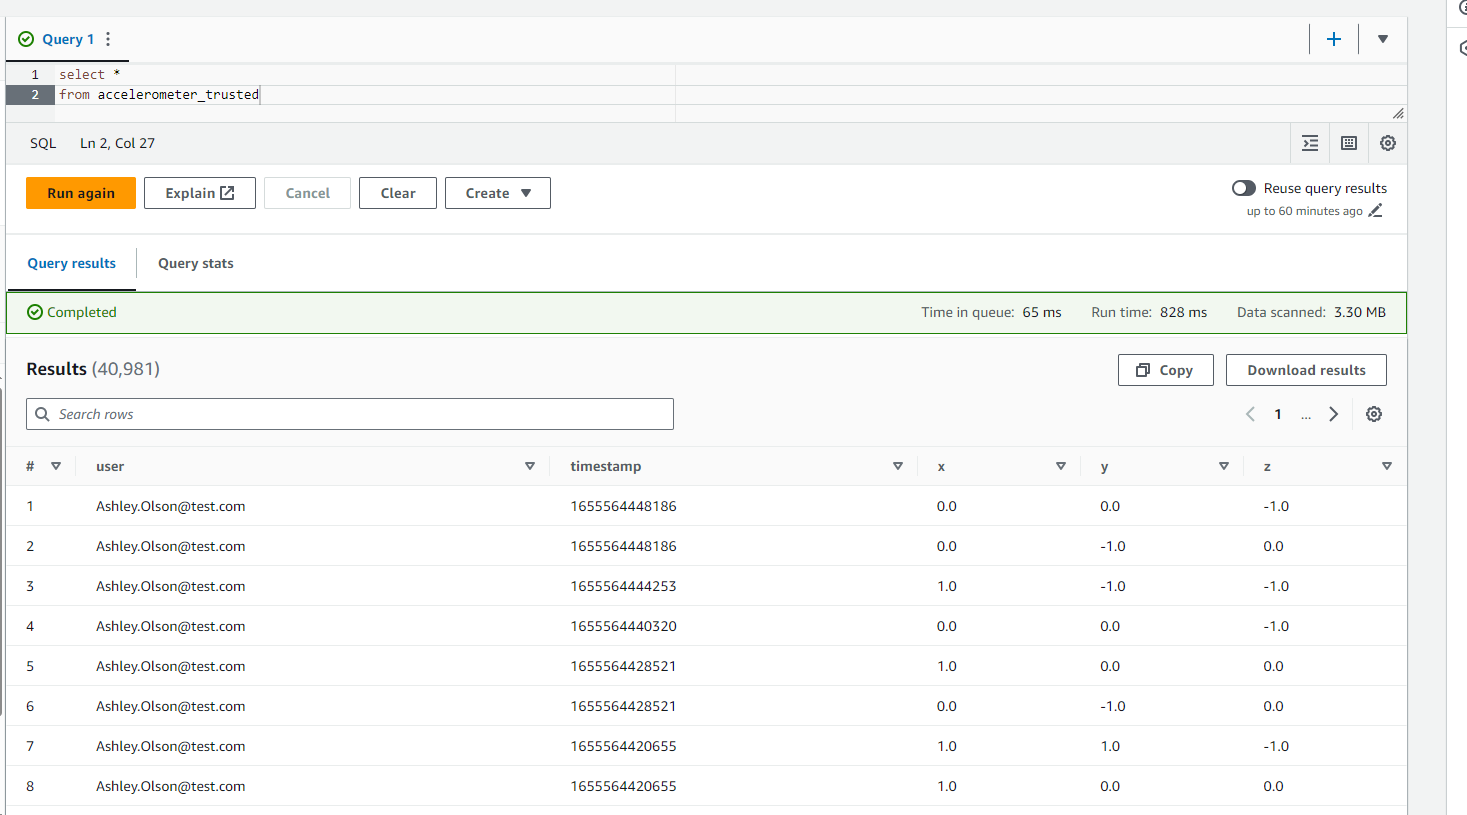 Query 1
1 select *
2 from accelerometer_trusted
SQL Ln 2, Col 27
Run again Explain Cancel Clear Create Reuse query results
up to 60 minutes ago
Query results Query stats
Completed Time in queue: 65 ms Run time: 828 ms Data scanned: 3.30 MB
Results (40,981) Copy Download results
Search rows 1 ...
# user timestamp x y z
1 Ashley.Olson@test.com 1655564448186 0.0 0.0 -1.0
2 Ashley.Olson@test.com 1655564448186 0.0 -1.0 0.0
3 Ashley.Olson@test.com 1655564444253 1.0 -1.0 -1.0
4 Ashley.Olson@test.com 1655564440320 0.0 0.0 -1.0
5 Ashley.Olson@test.com 1655564428521 1.0 0.0 0.0
6 Ashley.Olson@test.com 1655564428521 0.0 -1.0 0.0
7 Ashley.Olson@test.com 1655564420655 1.0 1.0 -1.0
8 Ashley.Olson@test.com 1655564420655 1.0 0.0 0.0